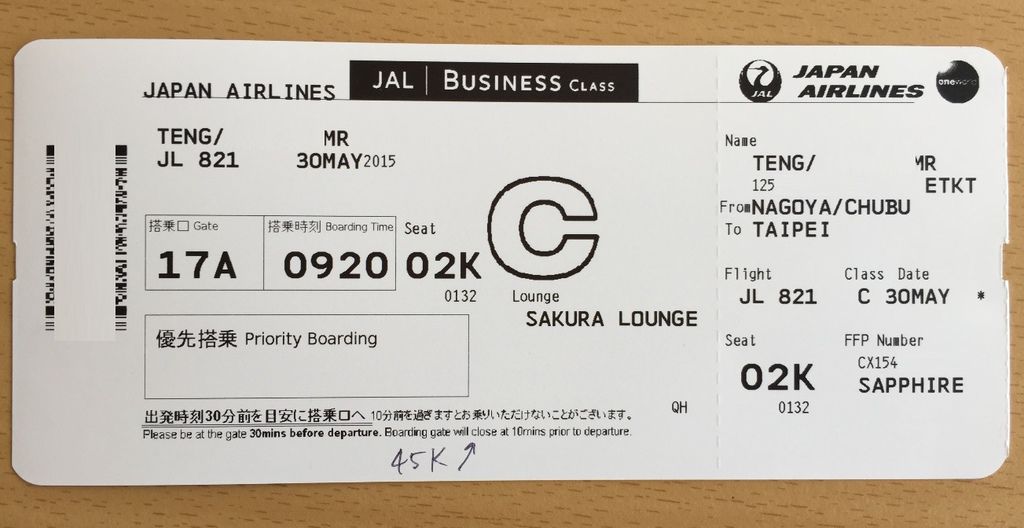 JAPAN AIRLINES
JAL | BUSINESS CLASS
TENG/ MR
JL 821 30MAY2015
搭乗口 Gate
17A
搭乗時刻 Boarding Time
0920
Seat
02K
0132
C
Lounge
SAKURA LOUNGE
優先搭乗 Priority Boarding
出発時刻30分前を目安に搭乗口へ 10分前を過ぎますとお乗りいただけないことがございます。
Please be at the gate 30mins before departure. Boarding gate will close at 10mins prior to departure.
QH
45K↗
JAL
JAPAN
AIRLINES
oneworld
Name
TENG/ MR
125 ETKT
From NAGOYA/CHUBU
To TAIPEI
Flight Class Date
JL 821 C 30MAY *
Seat
02K
0132
FFP Number
CX154
SAPPHIRE